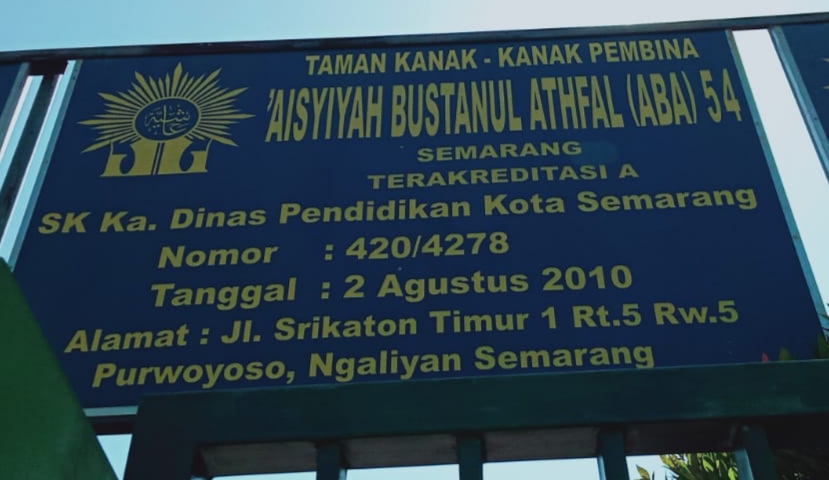 TAMAN KANAK - KANAK PEMBINA
'AISYIYAH BUSTANUL ATHFAL (ABA) 54
SEMARANG
TERAKREDITASI A
SK Ka. Dinas Pendidikan Kota Semarang
Nomor : 420/4278
Tanggal : 2 Agustus 2010
Alamat : Jl. Srikaton Timur 1 Rt.5 Rw.5
Purwoyoso, Ngaliyan Semarang